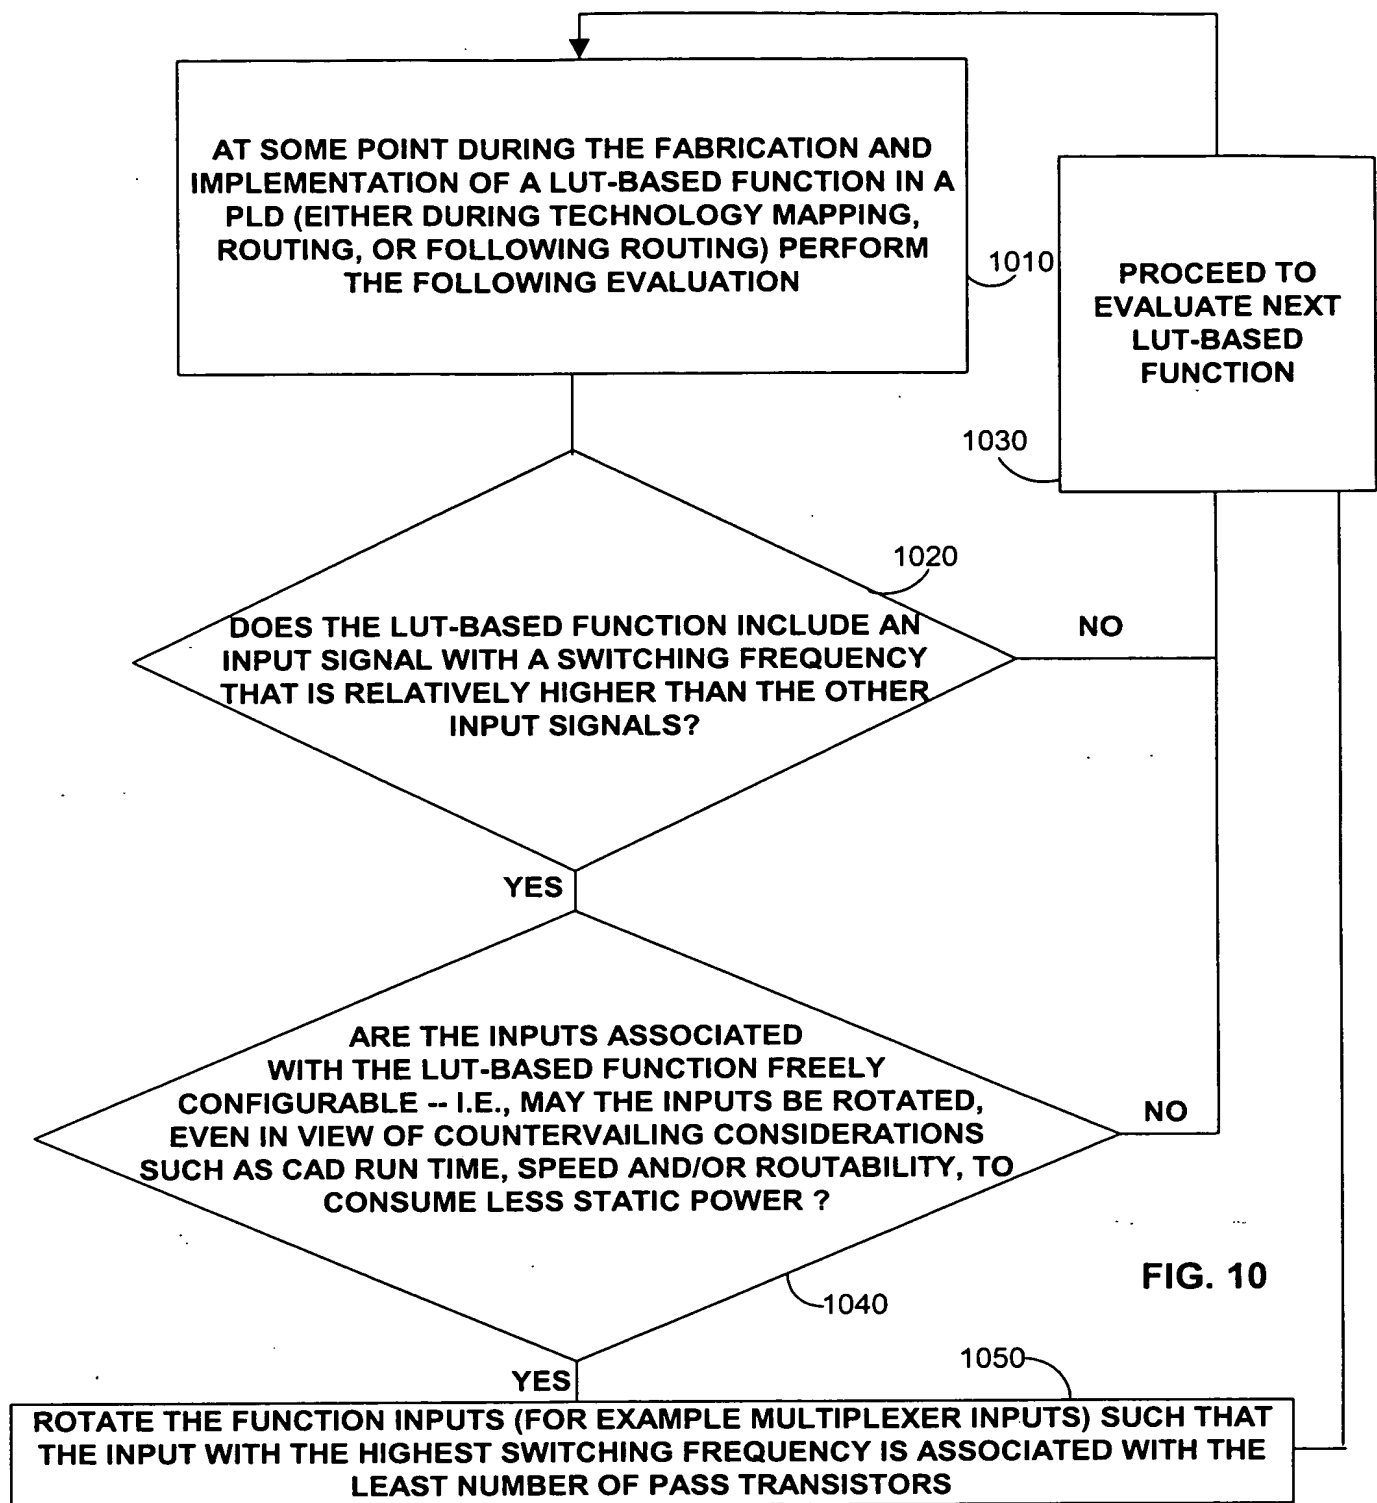 AT SOME POINT DURING THE FABRICATION AND
IMPLEMENTATION OF A LUT-BASED FUNCTION IN A
PLD (EITHER DURING TECHNOLOGY MAPPING,
ROUTING, OR FOLLOWING ROUTING) PERFORM
THE FOLLOWING EVALUATION
1010
PROCEED TO
EVALUATE NEXT
LUT-BASED
FUNCTION
1030
1020
DOES THE LUT-BASED FUNCTION INCLUDE AN
INPUT SIGNAL WITH A SWITCHING FREQUENCY
THAT IS RELATIVELY HIGHER THAN THE OTHER
INPUT SIGNALS?
NO
YES
ARE THE INPUTS ASSOCIATED
WITH THE LUT-BASED FUNCTION FREELY
CONFIGURABLE -- I.E., MAY THE INPUTS BE ROTATED,
EVEN IN VIEW OF COUNTERVAILING CONSIDERATIONS
SUCH AS CAD RUN TIME, SPEED AND/OR ROUTABILITY, TO
CONSUME LESS STATIC POWER ?
NO
1040
FIG. 10
YES
1050
ROTATE THE FUNCTION INPUTS (FOR EXAMPLE MULTIPLEXER INPUTS) SUCH THAT
THE INPUT WITH THE HIGHEST SWITCHING FREQUENCY IS ASSOCIATED WITH THE
LEAST NUMBER OF PASS TRANSISTORS